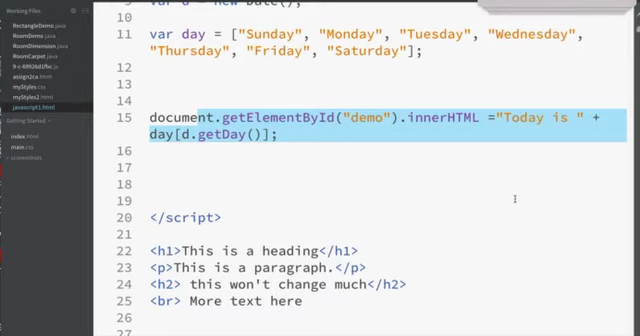 Working Files
RectangleDemo.java
RoomDemo.java
RoomDimension.java
RoomCarpet.java
assign2ca.html
myStyles.css
myStyles2.html
javascript1.html
Getting Started
index.html
main.css
screenshots
10
11 var day = ["Sunday", "Monday", "Tuesday", "Wednesday",
"Thursday", "Friday", "Saturday"];
12
13
14
15 document.getElementById("demo").innerHTML ="Today is " +
day[d.getDay()];
16
17
18
19
20 </script>
21
22 <h1>This is a heading</h1>
23 <p>This is a paragraph.</p>
24 <h2> this won't change much</h2>
25 <br> More text here
26
27